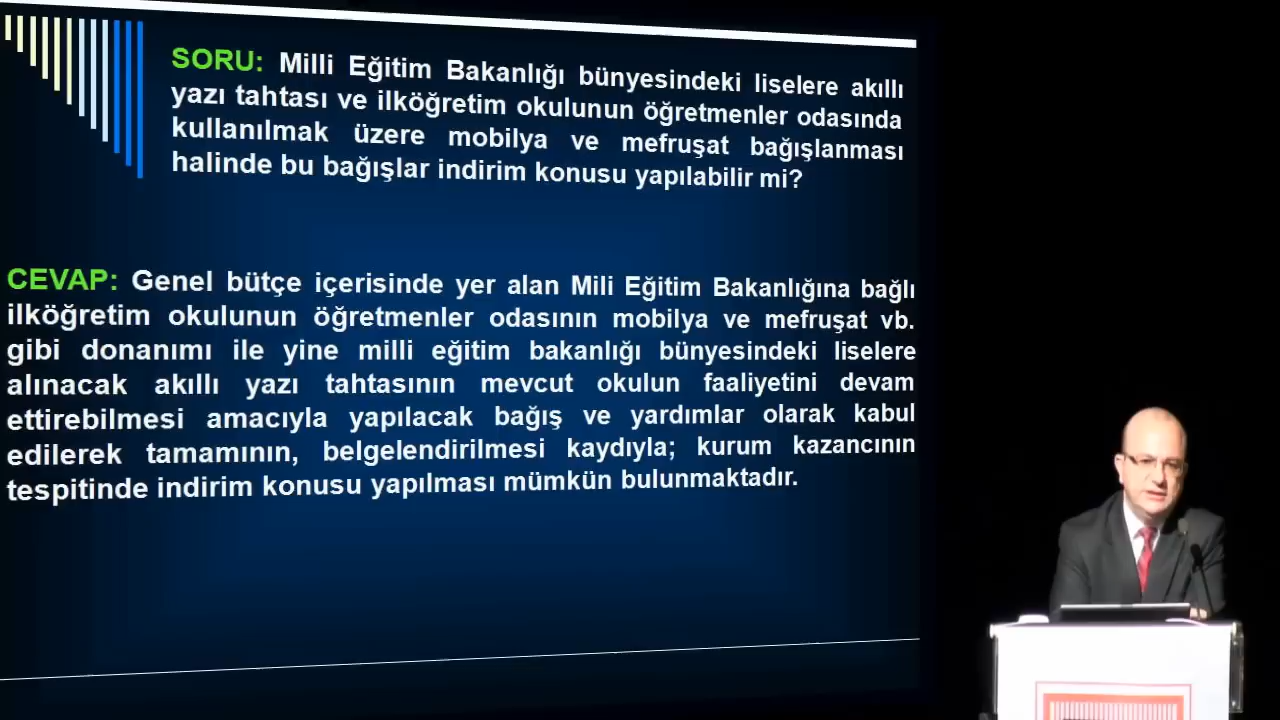 SORU: Milli Eğitim Bakanlığı bünyesindeki liselere akıllı
yazı tahtası ve ilköğretim okulunun öğretmenler odasında
kullanılmak üzere mobilya ve mefruşat bağışlanması
halinde bu bağışlar indirim konusu yapılabilir mi?
CEVAP: Genel bütçe içerisinde yer alan Mili Eğitim Bakanlığına bağlı
ilköğretim okulunun öğretmenler odasının mobilya ve mefruşat vb.
gibi donanımı ile yine milli eğitim bakanlığı bünyesindeki liselere
alınacak akıllı yazı tahtasının mevcut okulun faaliyetini devam
ettirebilmesi amacıyla yapılacak bağış ve yardımlar olarak kabul
edilerek tamamının, belgelendirilmesi kaydıyla; kurum kazancının
tespitinde indirim konusu yapılması mümkün bulunmaktadır.